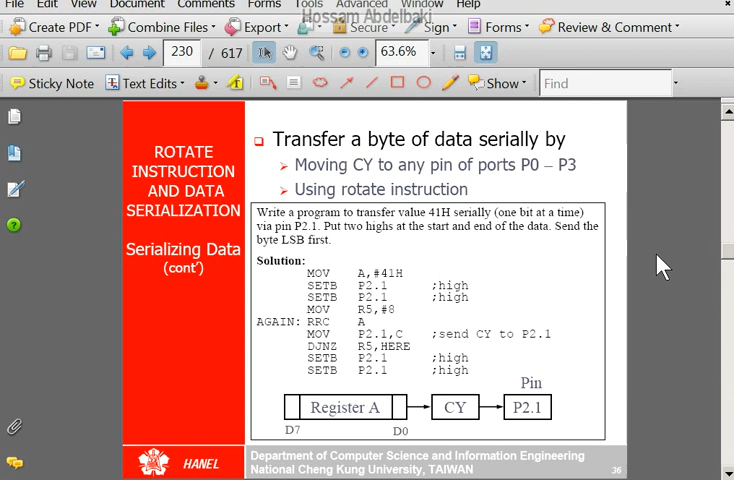 File Edit View Document Comments Forms Tools Advanced Window Help
Hossam Abdelbaki
Create PDF Combine Files Export Secure Sign Forms Review & Comment
230 / 617 63.6%
Sticky Note Text Edits Show Find
ROTATE
INSTRUCTION
AND DATA
SERIALIZATION
Serializing Data
(cont’)
Transfer a byte of data serially by
Moving CY to any pin of ports P0 – P3
Using rotate instruction
Write a program to transfer value 41H serially (one bit at a time)
via pin P2.1. Put two highs at the start and end of the data. Send the
byte LSB first.
Solution:
MOV A,#41H
SETB P2.1 ;high
SETB P2.1 ;high
MOV R5,#8
AGAIN: RRC A
MOV P2.1,C ;send CY to P2.1
DJNZ R5,HERE
SETB P2.1 ;high
SETB P2.1 ;high
Pin
Register A CY P2.1
D7 D0
HANEL
Department of Computer Science and Information Engineering
National Cheng Kung University, TAIWAN
36